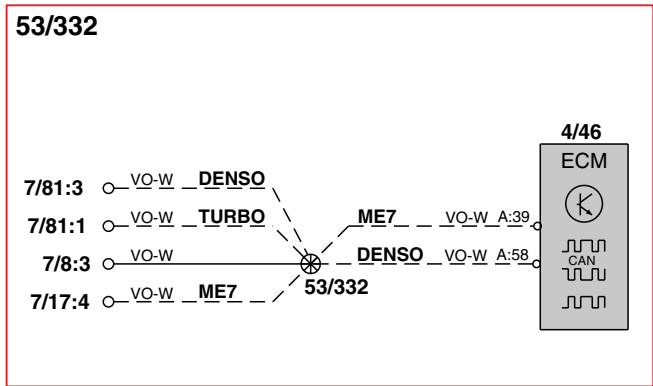 53/332
4/46
ECM
7/81:3 VO-W DENSO
7/81:1 VO-W TURBO
ME7 VO-W A:39
7/8:3 VO-W
DENSO VO-W A:58
CAN
53/332
7/17:4 VO-W ME7